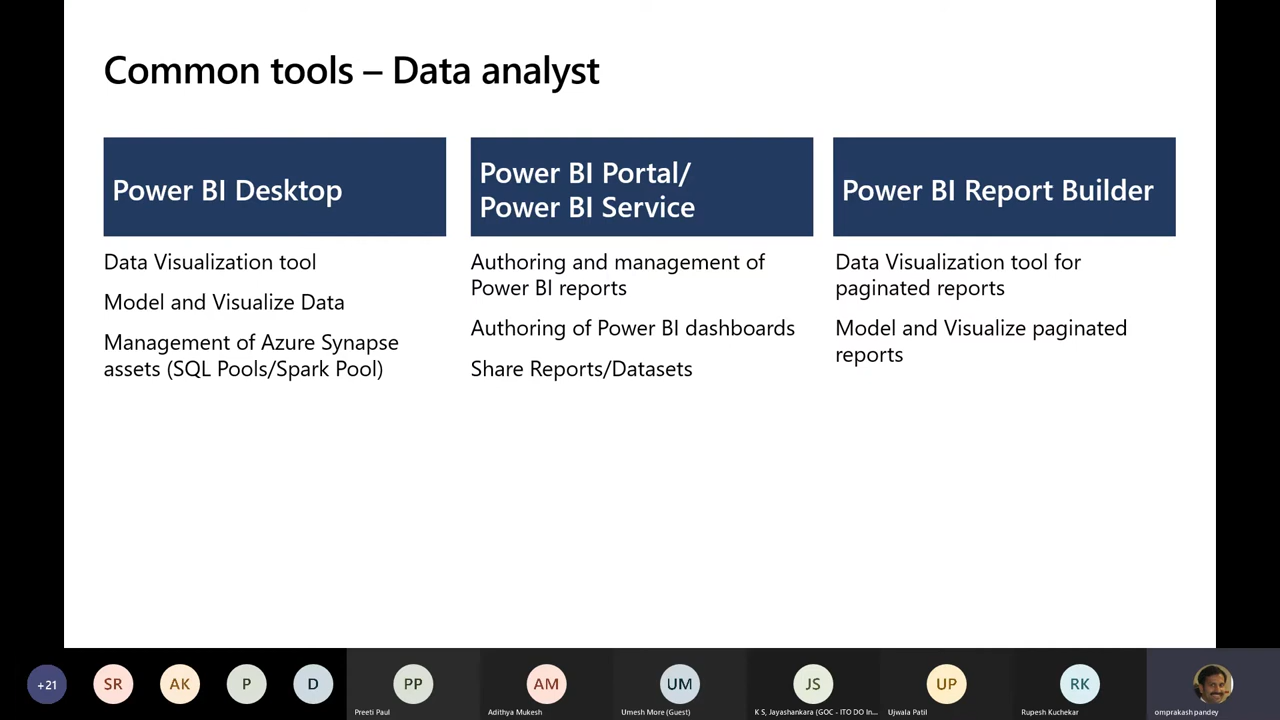 Common tools – Data analyst
Power BI Desktop
Data Visualization tool
Model and Visualize Data
Management of Azure Synapse
assets (SQL Pools/Spark Pool)
Power BI Portal/
Power BI Service
Authoring and management of
Power BI reports
Authoring of Power BI dashboards
Share Reports/Datasets
Power BI Report Builder
Data Visualization tool for
paginated reports
Model and Visualize paginated
reports
+21
SR
AK
P
D
PP
Preeti Paul
AM
Adithya Mukesh
UM
Umesh More (Guest)
JS
K S, Jayashankara (GOC - ITO DO In...
UP
Ujwala Patil
RK
Rupesh Kuchekar
omprakash pandey